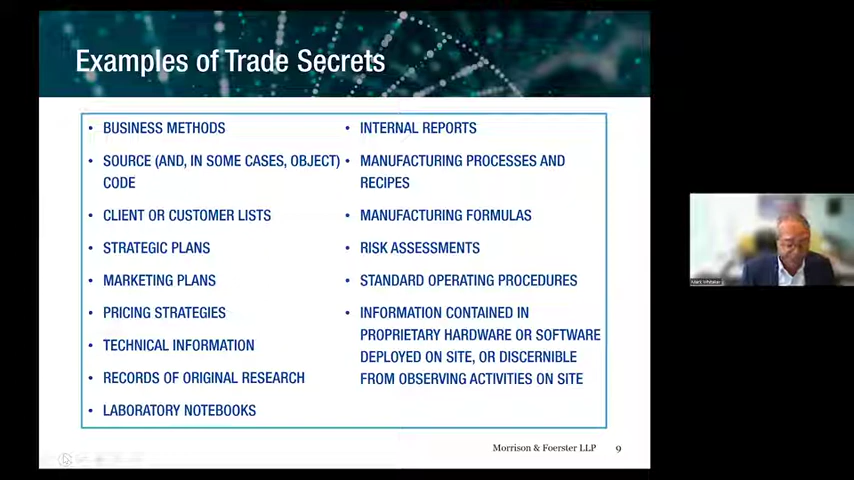 Examples of Trade Secrets
• BUSINESS METHODS
• SOURCE (AND, IN SOME CASES, OBJECT)
CODE
• CLIENT OR CUSTOMER LISTS
• STRATEGIC PLANS
• MARKETING PLANS
• PRICING STRATEGIES
• TECHNICAL INFORMATION
• RECORDS OF ORIGINAL RESEARCH
• LABORATORY NOTEBOOKS
• INTERNAL REPORTS
• MANUFACTURING PROCESSES AND
RECIPES
• MANUFACTURING FORMULAS
• RISK ASSESSMENTS
• STANDARD OPERATING PROCEDURES
• INFORMATION CONTAINED IN
PROPRIETARY HARDWARE OR SOFTWARE
DEPLOYED ON SITE, OR DISCERNIBLE
FROM OBSERVING ACTIVITIES ON SITE
Morrison & Foerster LLP 9
Mark Whitaker